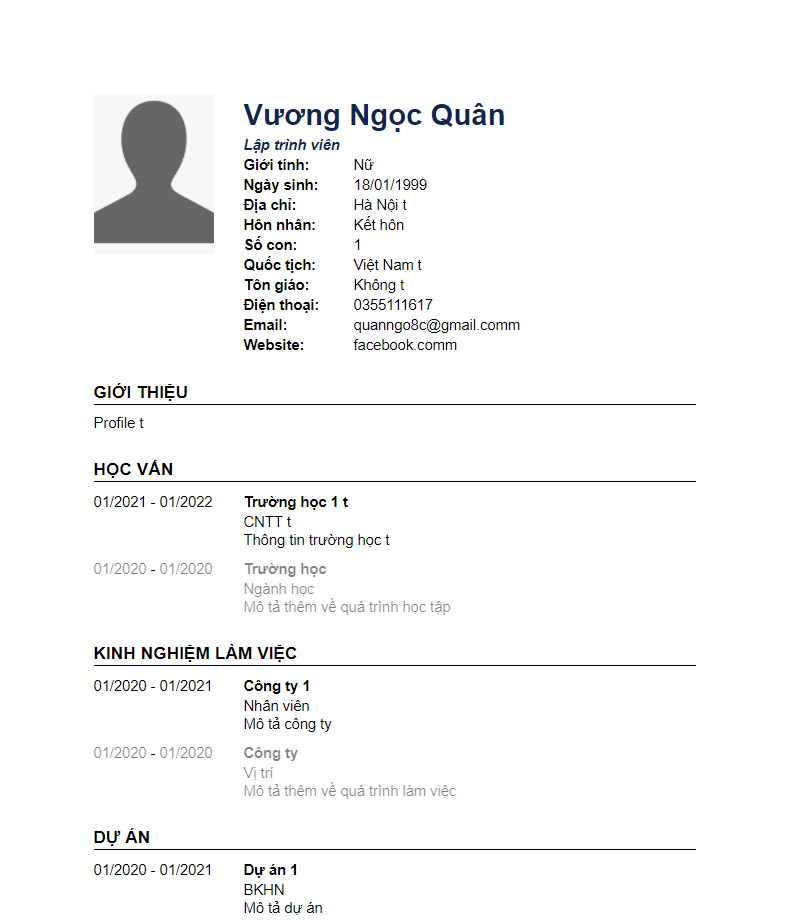 Vương Ngọc Quân
Lập trình viên
Giới tính: Nữ
Ngày sinh: 18/01/1999
Địa chỉ: Hà Nội t
Hôn nhân: Kết hôn
Số con: 1
Quốc tịch: Việt Nam t
Tôn giáo: Không t
Điện thoại: 0355111617
Email: quanngo8c@gmail.comm
Website: facebook.comm
GIỚI THIỆU
Profile t
HỌC VẤN
01/2021 - 01/2022 Trường học 1 t
CNTT t
Thông tin trường học t
01/2020 - 01/2020 Trường học
Ngành học
Mô tả thêm về quá trình học tập
KINH NGHIỆM LÀM VIỆC
01/2020 - 01/2021 Công ty 1
Nhân viên
Mô tả công ty
01/2020 - 01/2020 Công ty
Vị trí
Mô tả thêm về quá trình làm việc
DỰ ÁN
01/2020 - 01/2021 Dự án 1
BKHN
Mô tả dự án